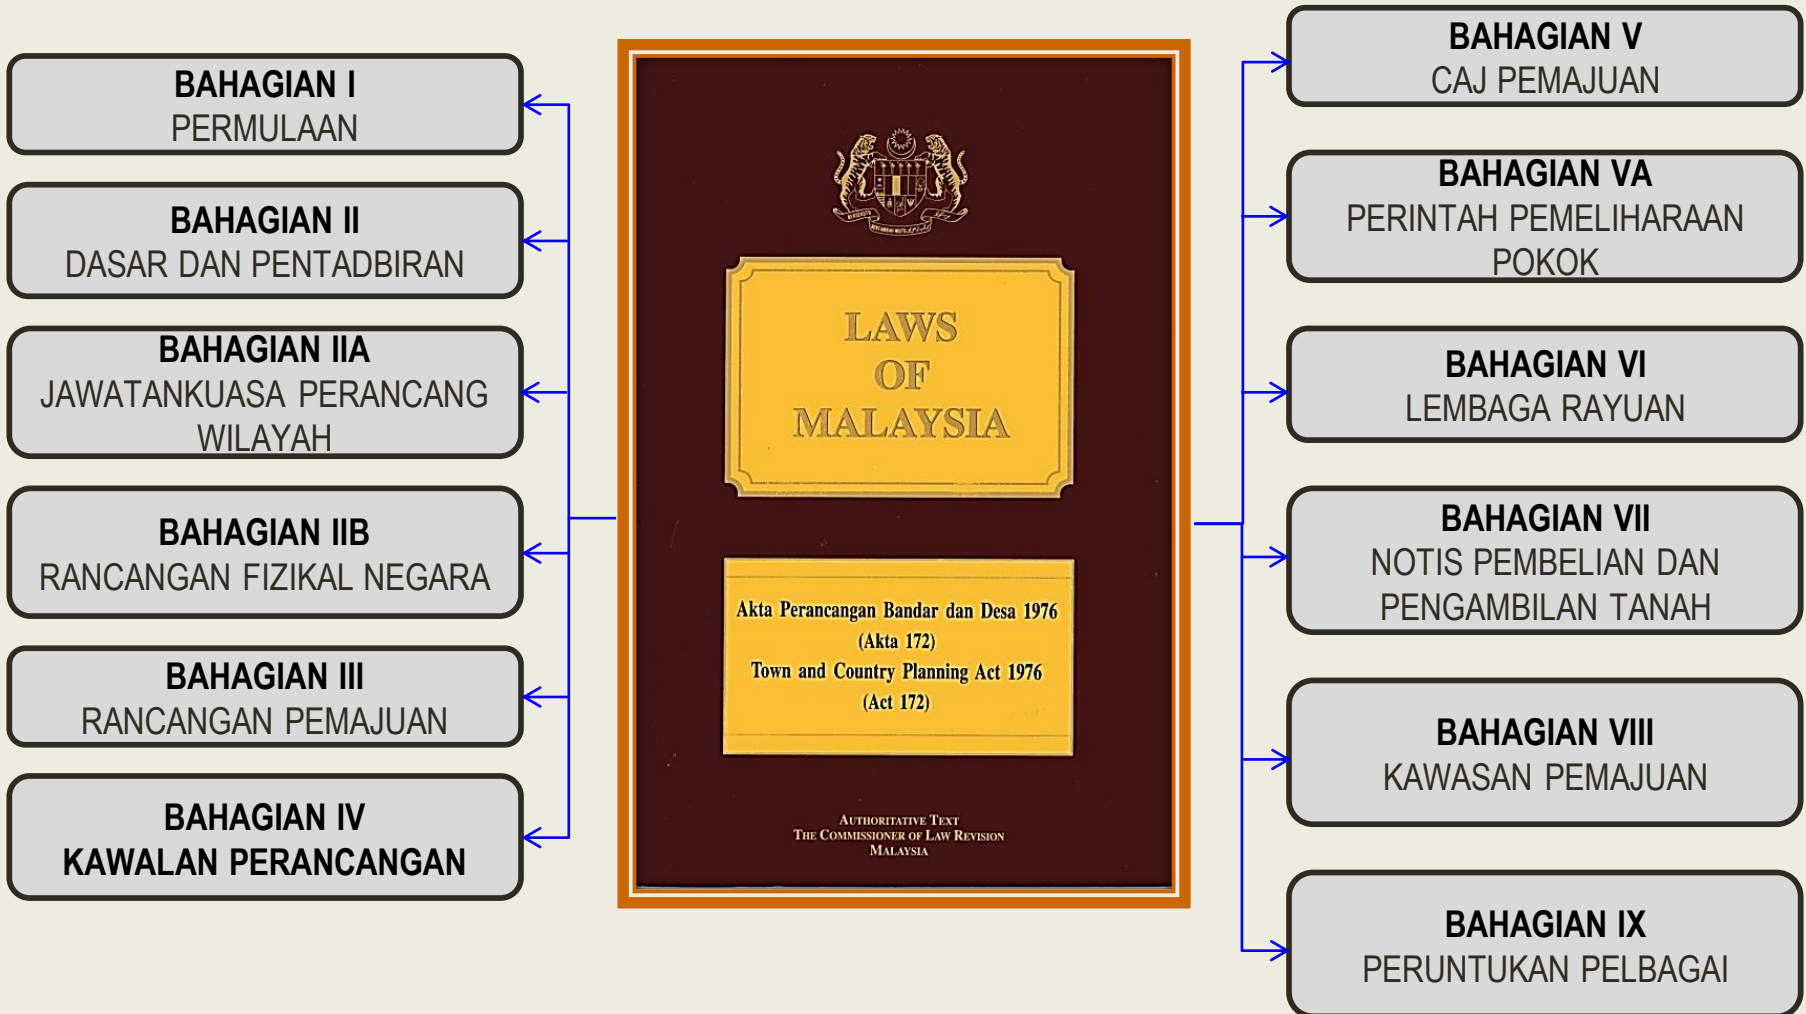 BAHAGIAN I
PERMULAAN
BAHAGIAN II
DASAR DAN PENTADBIRAN
BAHAGIAN IIA
JAWATANKUASA PERANCANG
WILAYAH
BAHAGIAN IIB
RANCANGAN FIZIKAL NEGARA
BAHAGIAN III
RANCANGAN PEMAJUAN
BAHAGIAN IV
KAWALAN PERANCANGAN
LAWS
OF
MALAYSIA
Akta Perancangan Bandar dan Desa 1976
(Akta 172)
Town and Country Planning Act 1976
(Act 172)
AUTHORITATIVE TEXT
THE COMMISSIONER OF LAW REVISION
MALAYSIA
BAHAGIAN V
CAJ PEMAJUAN
BAHAGIAN VA
PERINTAH PEMELIHARAAN
POKOK
BAHAGIAN VI
LEMBAGA RAYUAN
BAHAGIAN VII
NOTIS PEMBELIAN DAN
PENGAMBILAN TANAH
BAHAGIAN VIII
KAWASAN PEMAJUAN
BAHAGIAN IX
PERUNTUKAN PELBAGAI